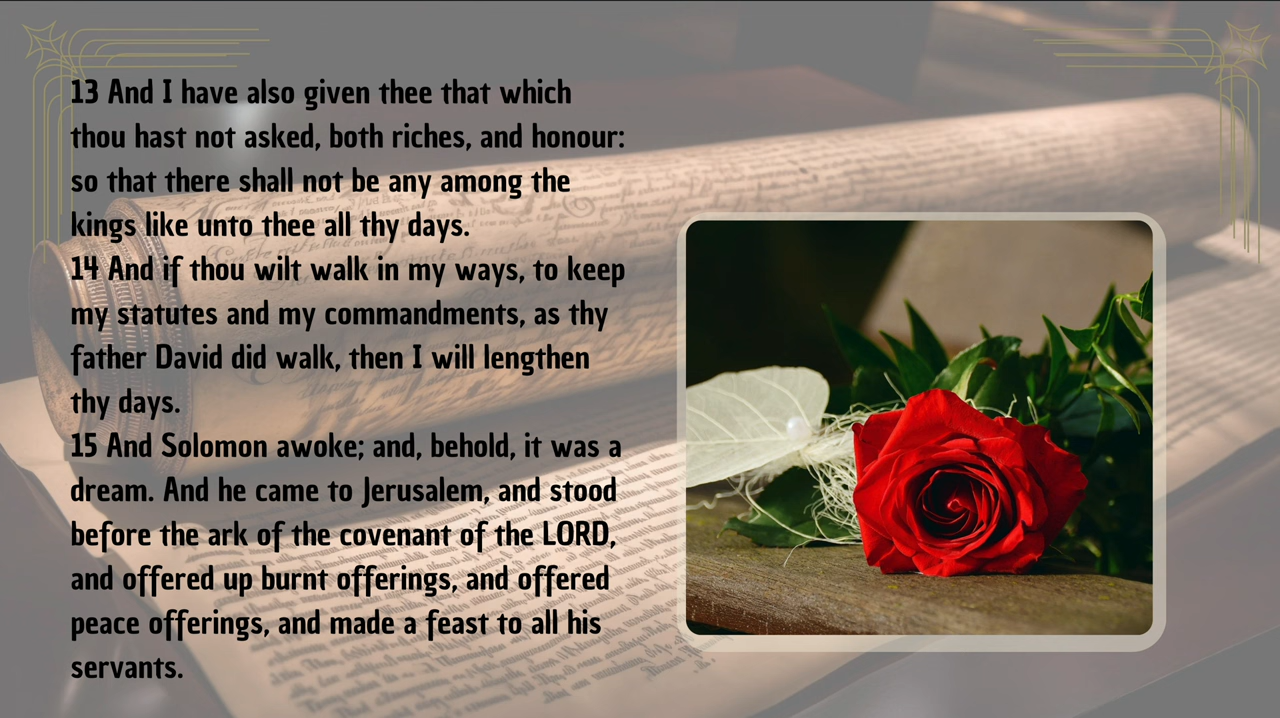 13 And I have also given thee that which
thou hast not asked, both riches, and honour:
so that there shall not be any among the
kings like unto thee all thy days.
14 And if thou wilt walk in my ways, to keep
my statutes and my commandments, as thy
father David did walk, then I will lengthen
thy days.
15 And Solomon awoke; and, behold, it was a
dream. And he came to Jerusalem, and stood
before the ark of the covenant of the LORD,
and offered up burnt offerings, and offered
peace offerings, and made a feast to all his
servants.